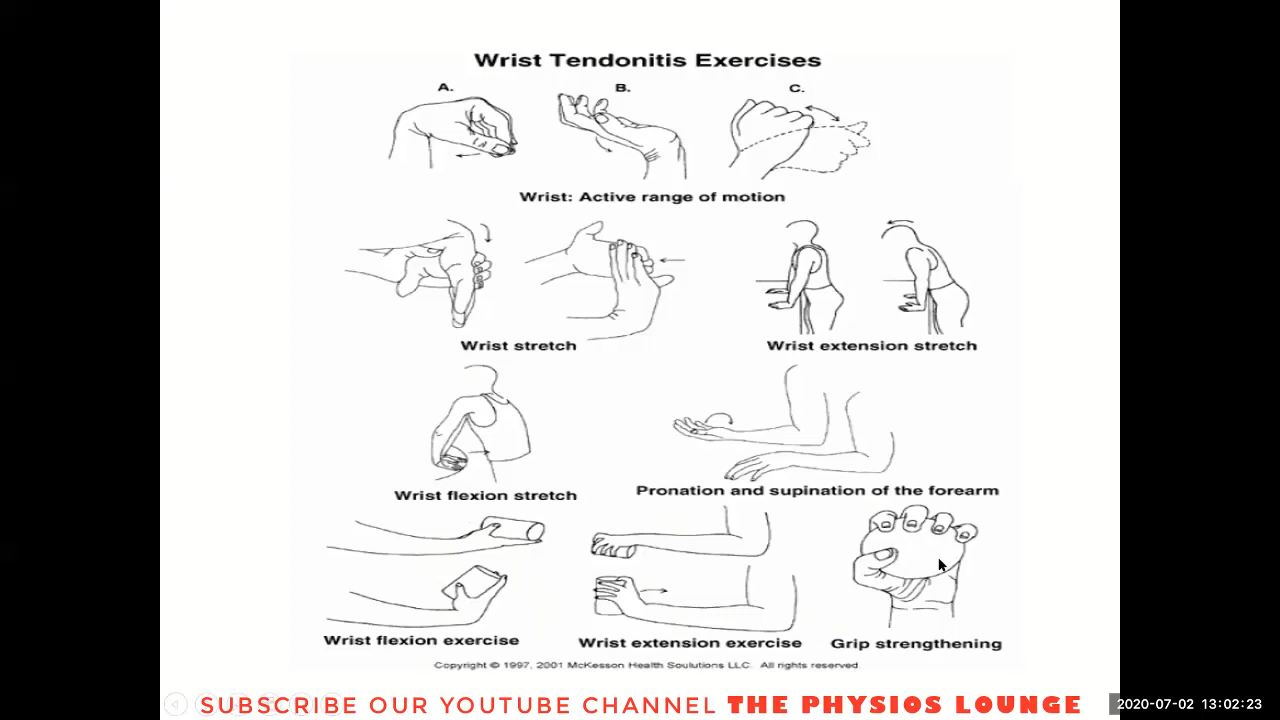 Wrist Tendonitis Exercises
A. B. C.
Wrist: Active range of motion
Wrist stretch Wrist extension stretch
Wrist flexion stretch Pronation and supination of the forearm
Wrist flexion exercise Wrist extension exercise Grip strengthening
Copyright © 1997, 2001 McKesson Health Soulutions LLC. All rights reserved
SUBSCRIBE OUR YOUTUBE CHANNEL THE PHYSIOS LOUNGE
2020-07-02 13:02:23